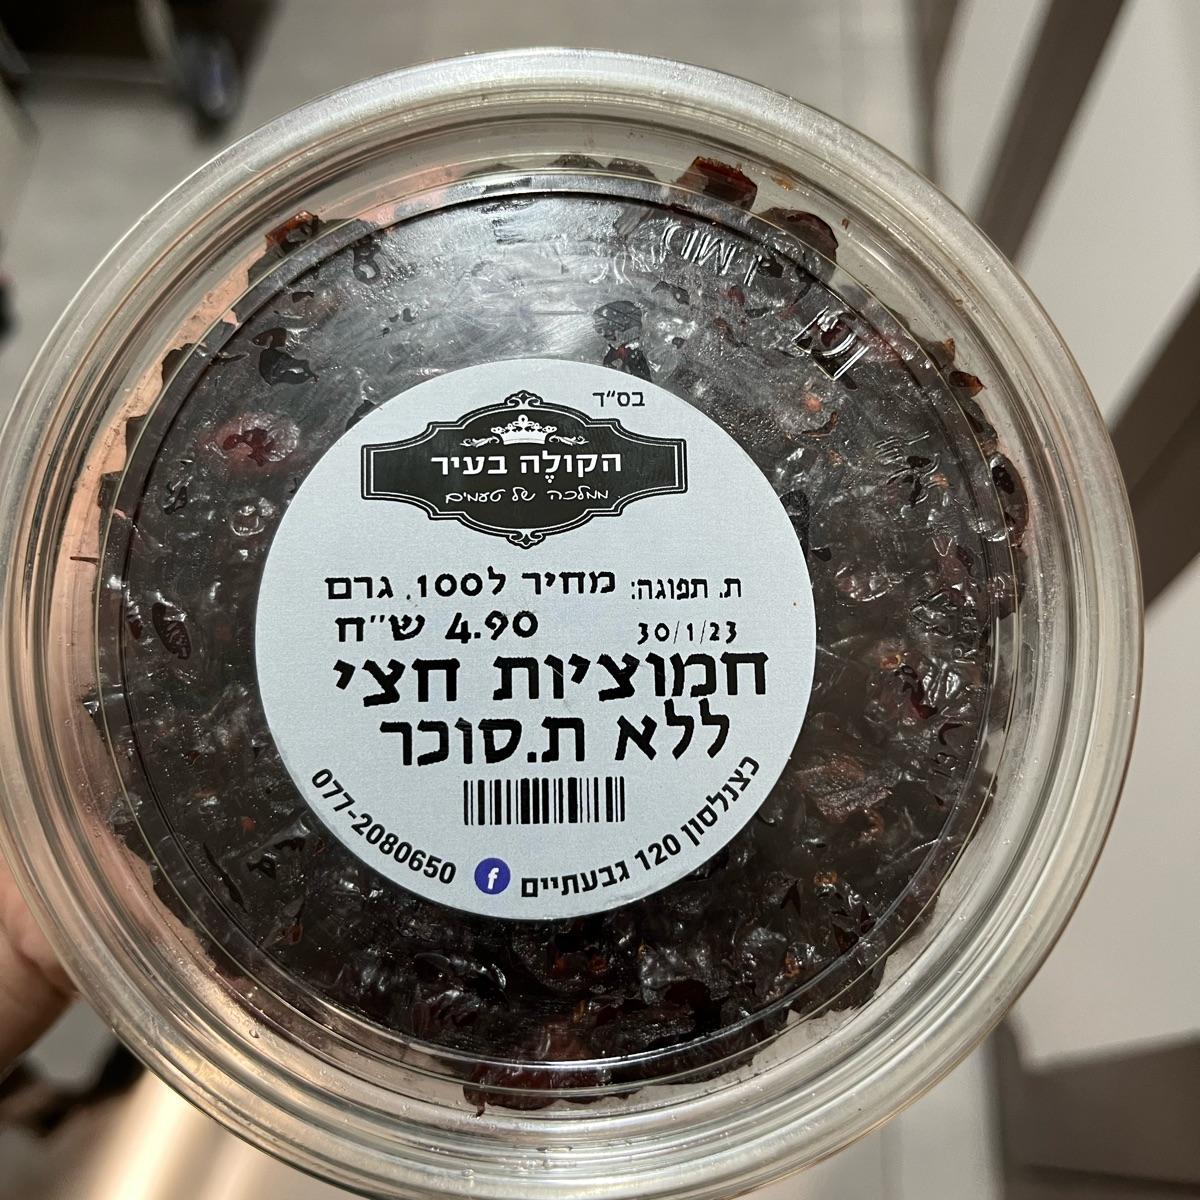 בס"ד
הקולָה בעיר
ממלכה של טעמים
ת. תפוגה: מחיר ל100. גרם
30/1/23 4.90 ש"ח
חמוציות חצי
ללא ת.סוכר
כצנלסון 120 גבעתיים f 077-2080650